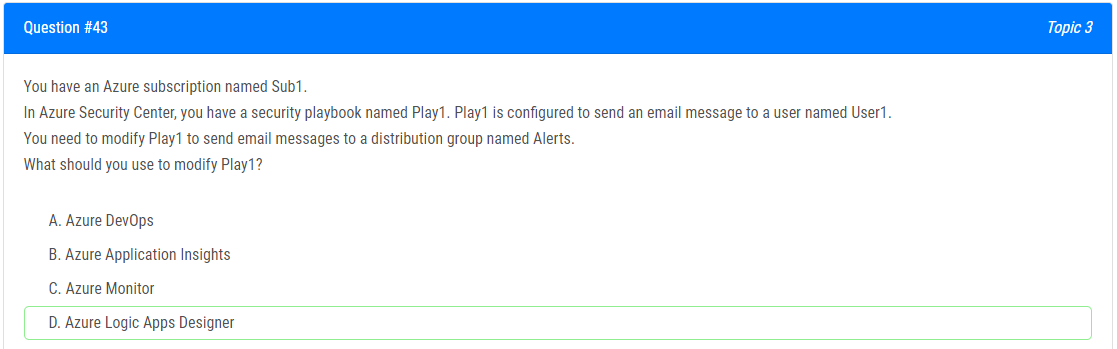 Question #43
Topic 3
You have an Azure subscription named Sub1.
In Azure Security Center, you have a security playbook named Play1. Play1 is configured to send an email message to a user named User1.
You need to modify Play1 to send email messages to a distribution group named Alerts.
What should you use to modify Play1?
A. Azure DevOps
B. Azure Application Insights
C. Azure Monitor
D. Azure Logic Apps Designer